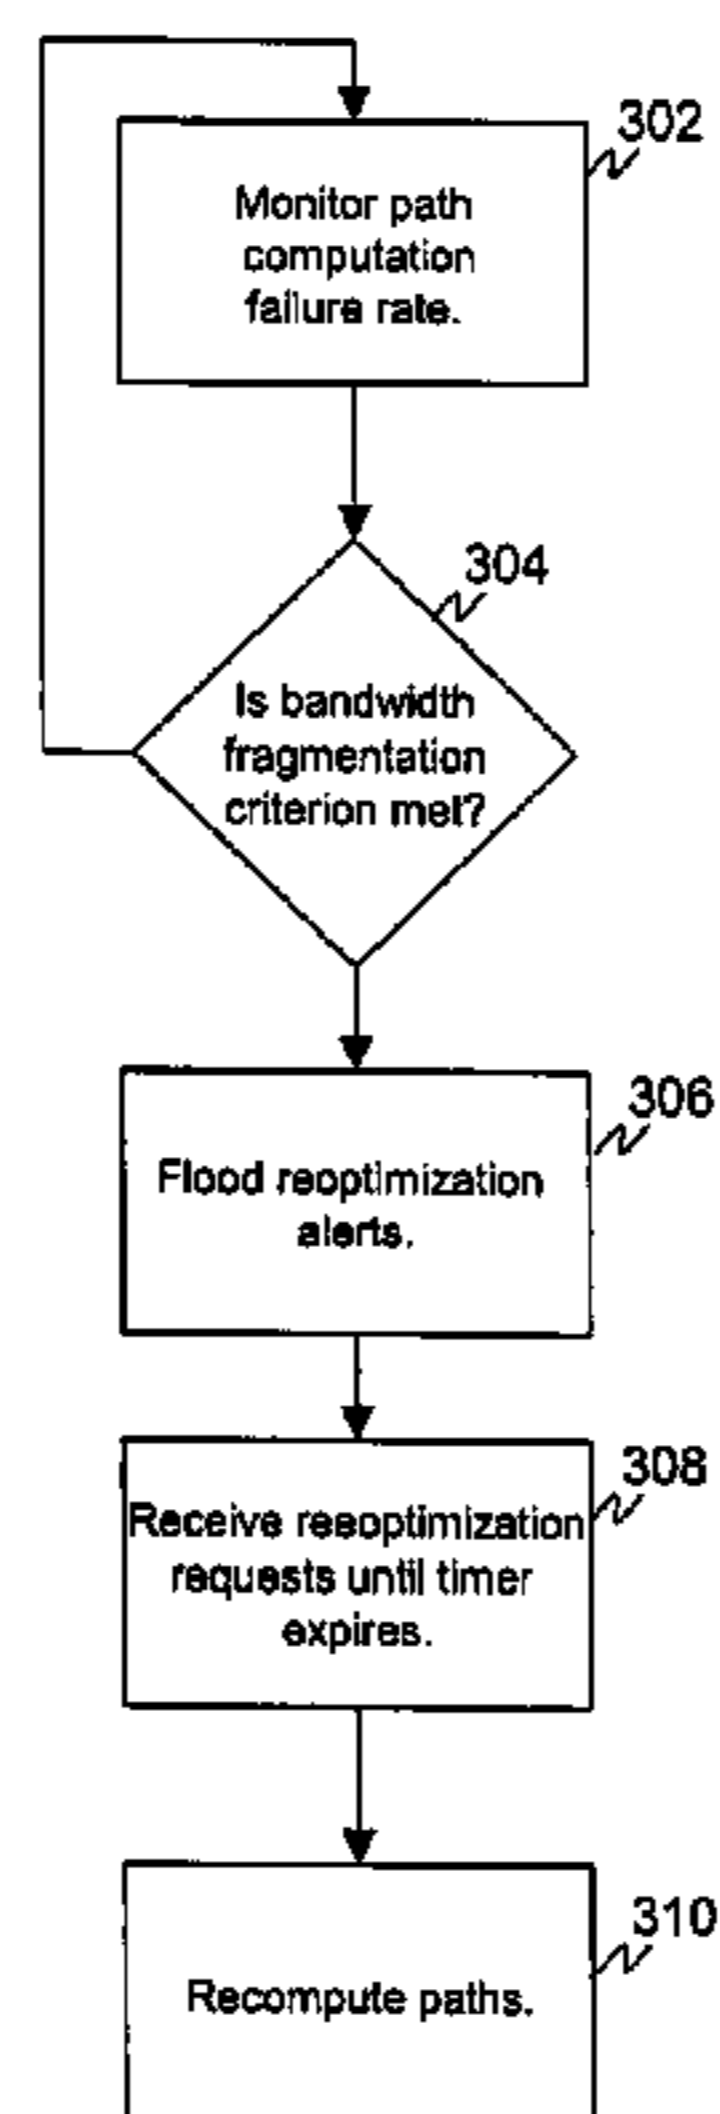 302
Monitor path
computation
failure rate.
304
Is bandwidth
fragmentation
criterion met?
306
Flood reoptimization
alerts.
308
Receive reeoptimization
requests until timer
expires.
310
Recompute paths.